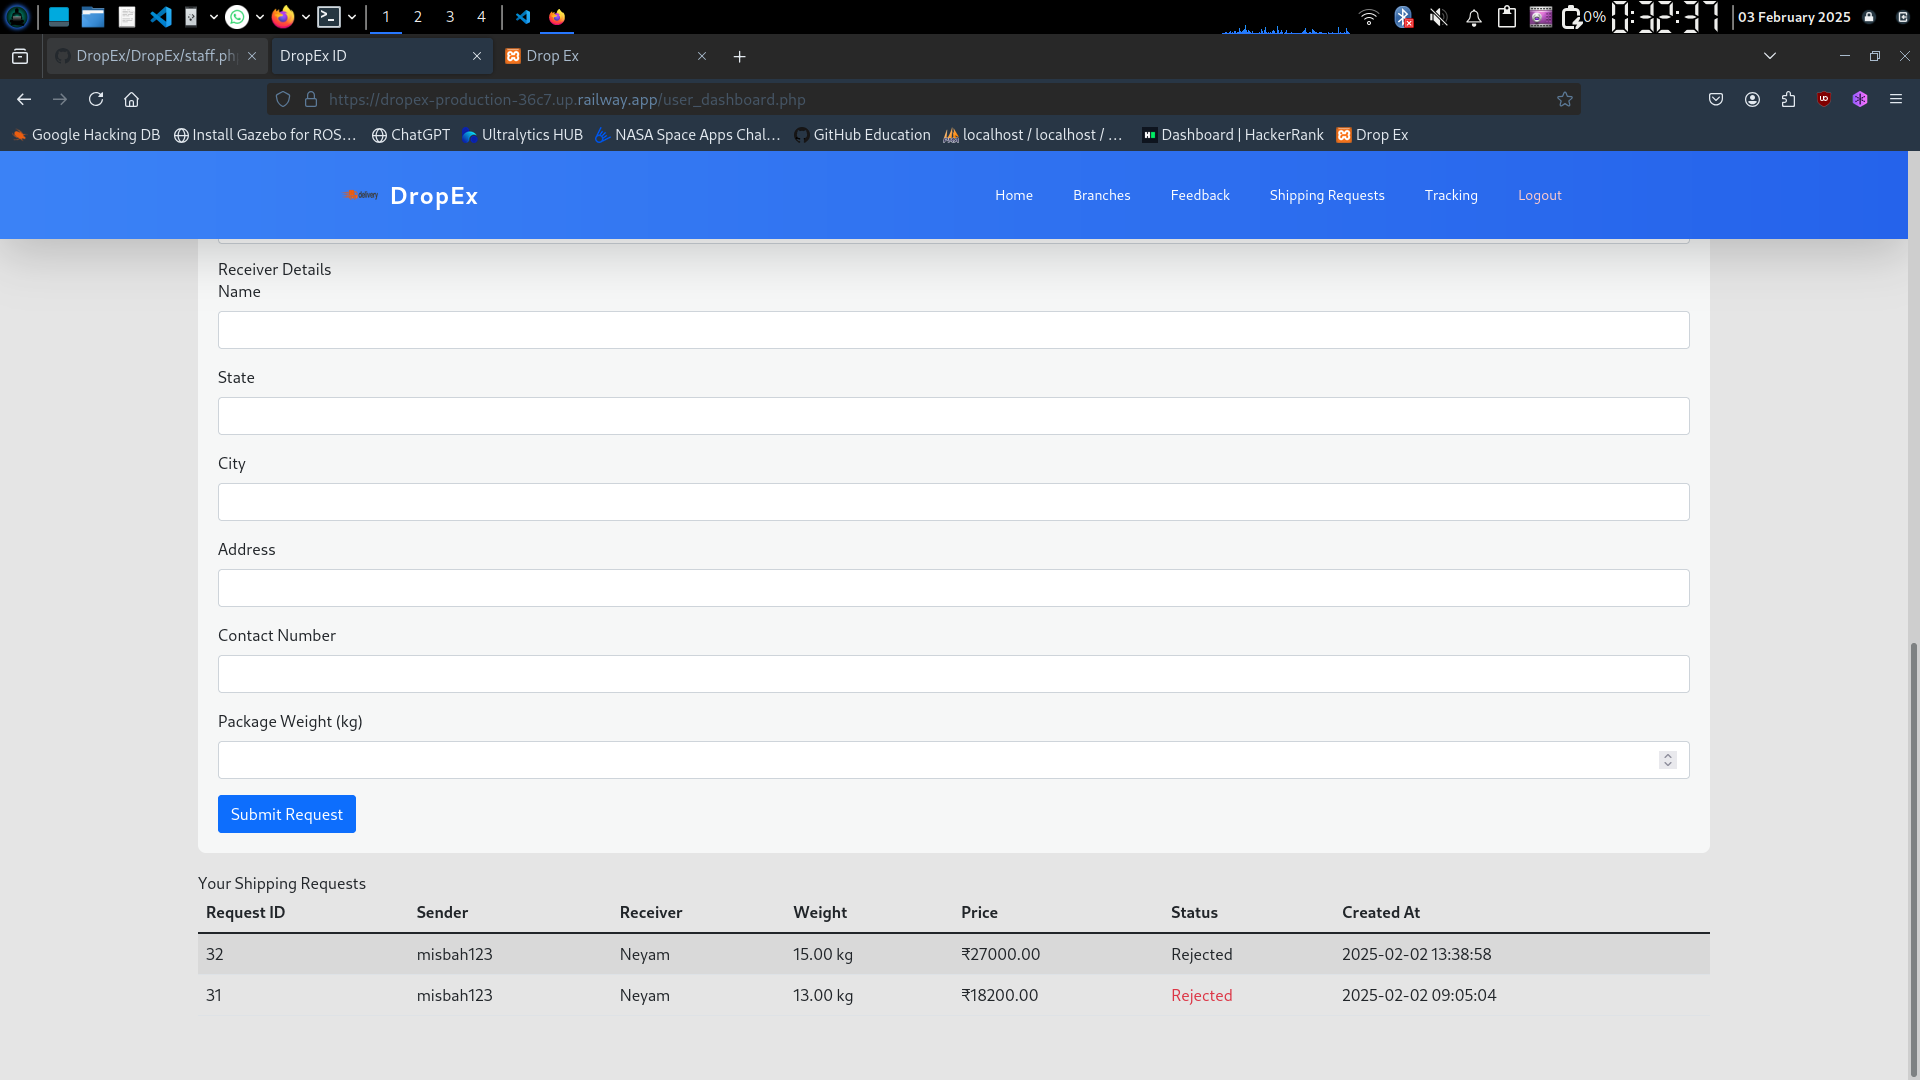 1 2 3 4 0% 0:32:37 03 February 2025
DropEx/DropEx/staff.ph
DropEx ID
Drop Ex
https://dropex-production-36c7.up.railway.app/user_dashboard.php
Google Hacking DB
Install Gazebo for ROS…
ChatGPT
Ultralytics HUB
NASA Space Apps Chal…
GitHub Education
localhost / localhost / …
Dashboard | HackerRank
Drop Ex
delivery DropEx
Home Branches Feedback Shipping Requests Tracking Logout
Receiver Details
Name
State
City
Address
Contact Number
Package Weight (kg)
Submit Request
Your Shipping Requests
Request ID Sender Receiver Weight Price Status Created At
32 misbah123 Neyam 15.00 kg ₹27000.00 Rejected 2025-02-02 13:38:58
31 misbah123 Neyam 13.00 kg ₹18200.00 Rejected 2025-02-02 09:05:04